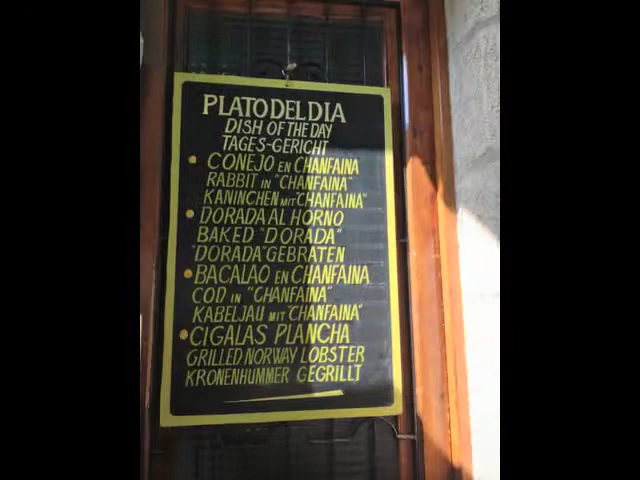 PLATO DEL DIA
DISH OF THE DAY
TAGES-GERICHT
CONEJO EN CHANFAINA
RABBIT IN "CHANFAINA"
KANINCHEN MIT "CHANFAINA"
DORADA AL HORNO
BAKED "DORADA"
"DORADA" GEBRATEN
BACALAO EN CHANFAINA
COD IN "CHANFAINA"
KABELJAU MIT "CHANFAINA"
CIGALAS PLANCHA
GRILLED NORWAY LOBSTER
KRONENHUMMER GEGRILLT